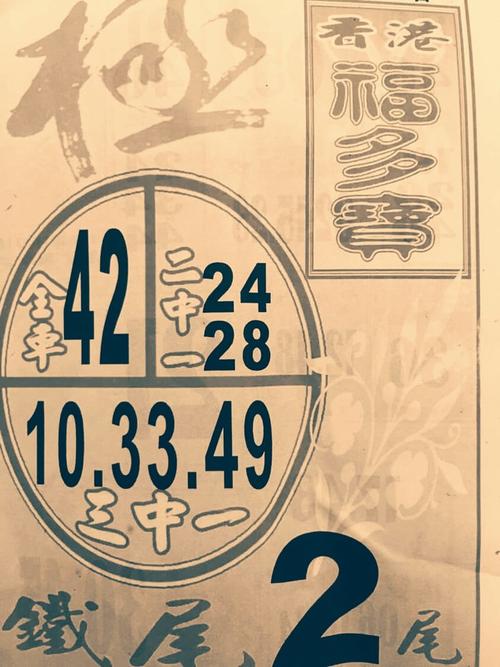 極
香港
福多寶
全車 42
二中一 24 28
10.33.49
三中一
鐵尾 2 尾